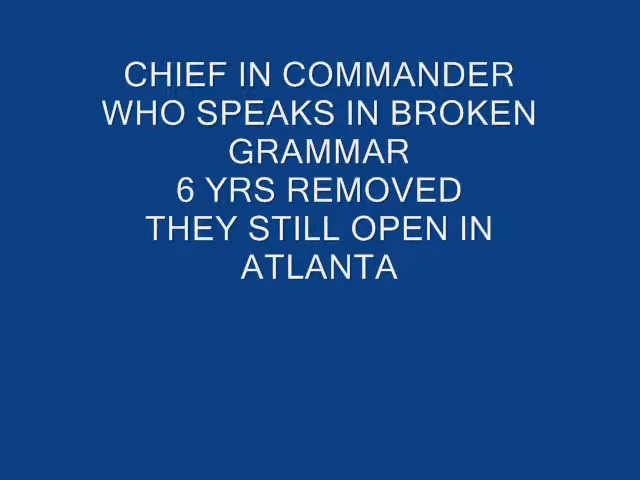 CHIEF IN COMMANDER
WHO SPEAKS IN BROKEN
GRAMMAR
6 YRS REMOVED
THEY STILL OPEN IN
ATLANTA